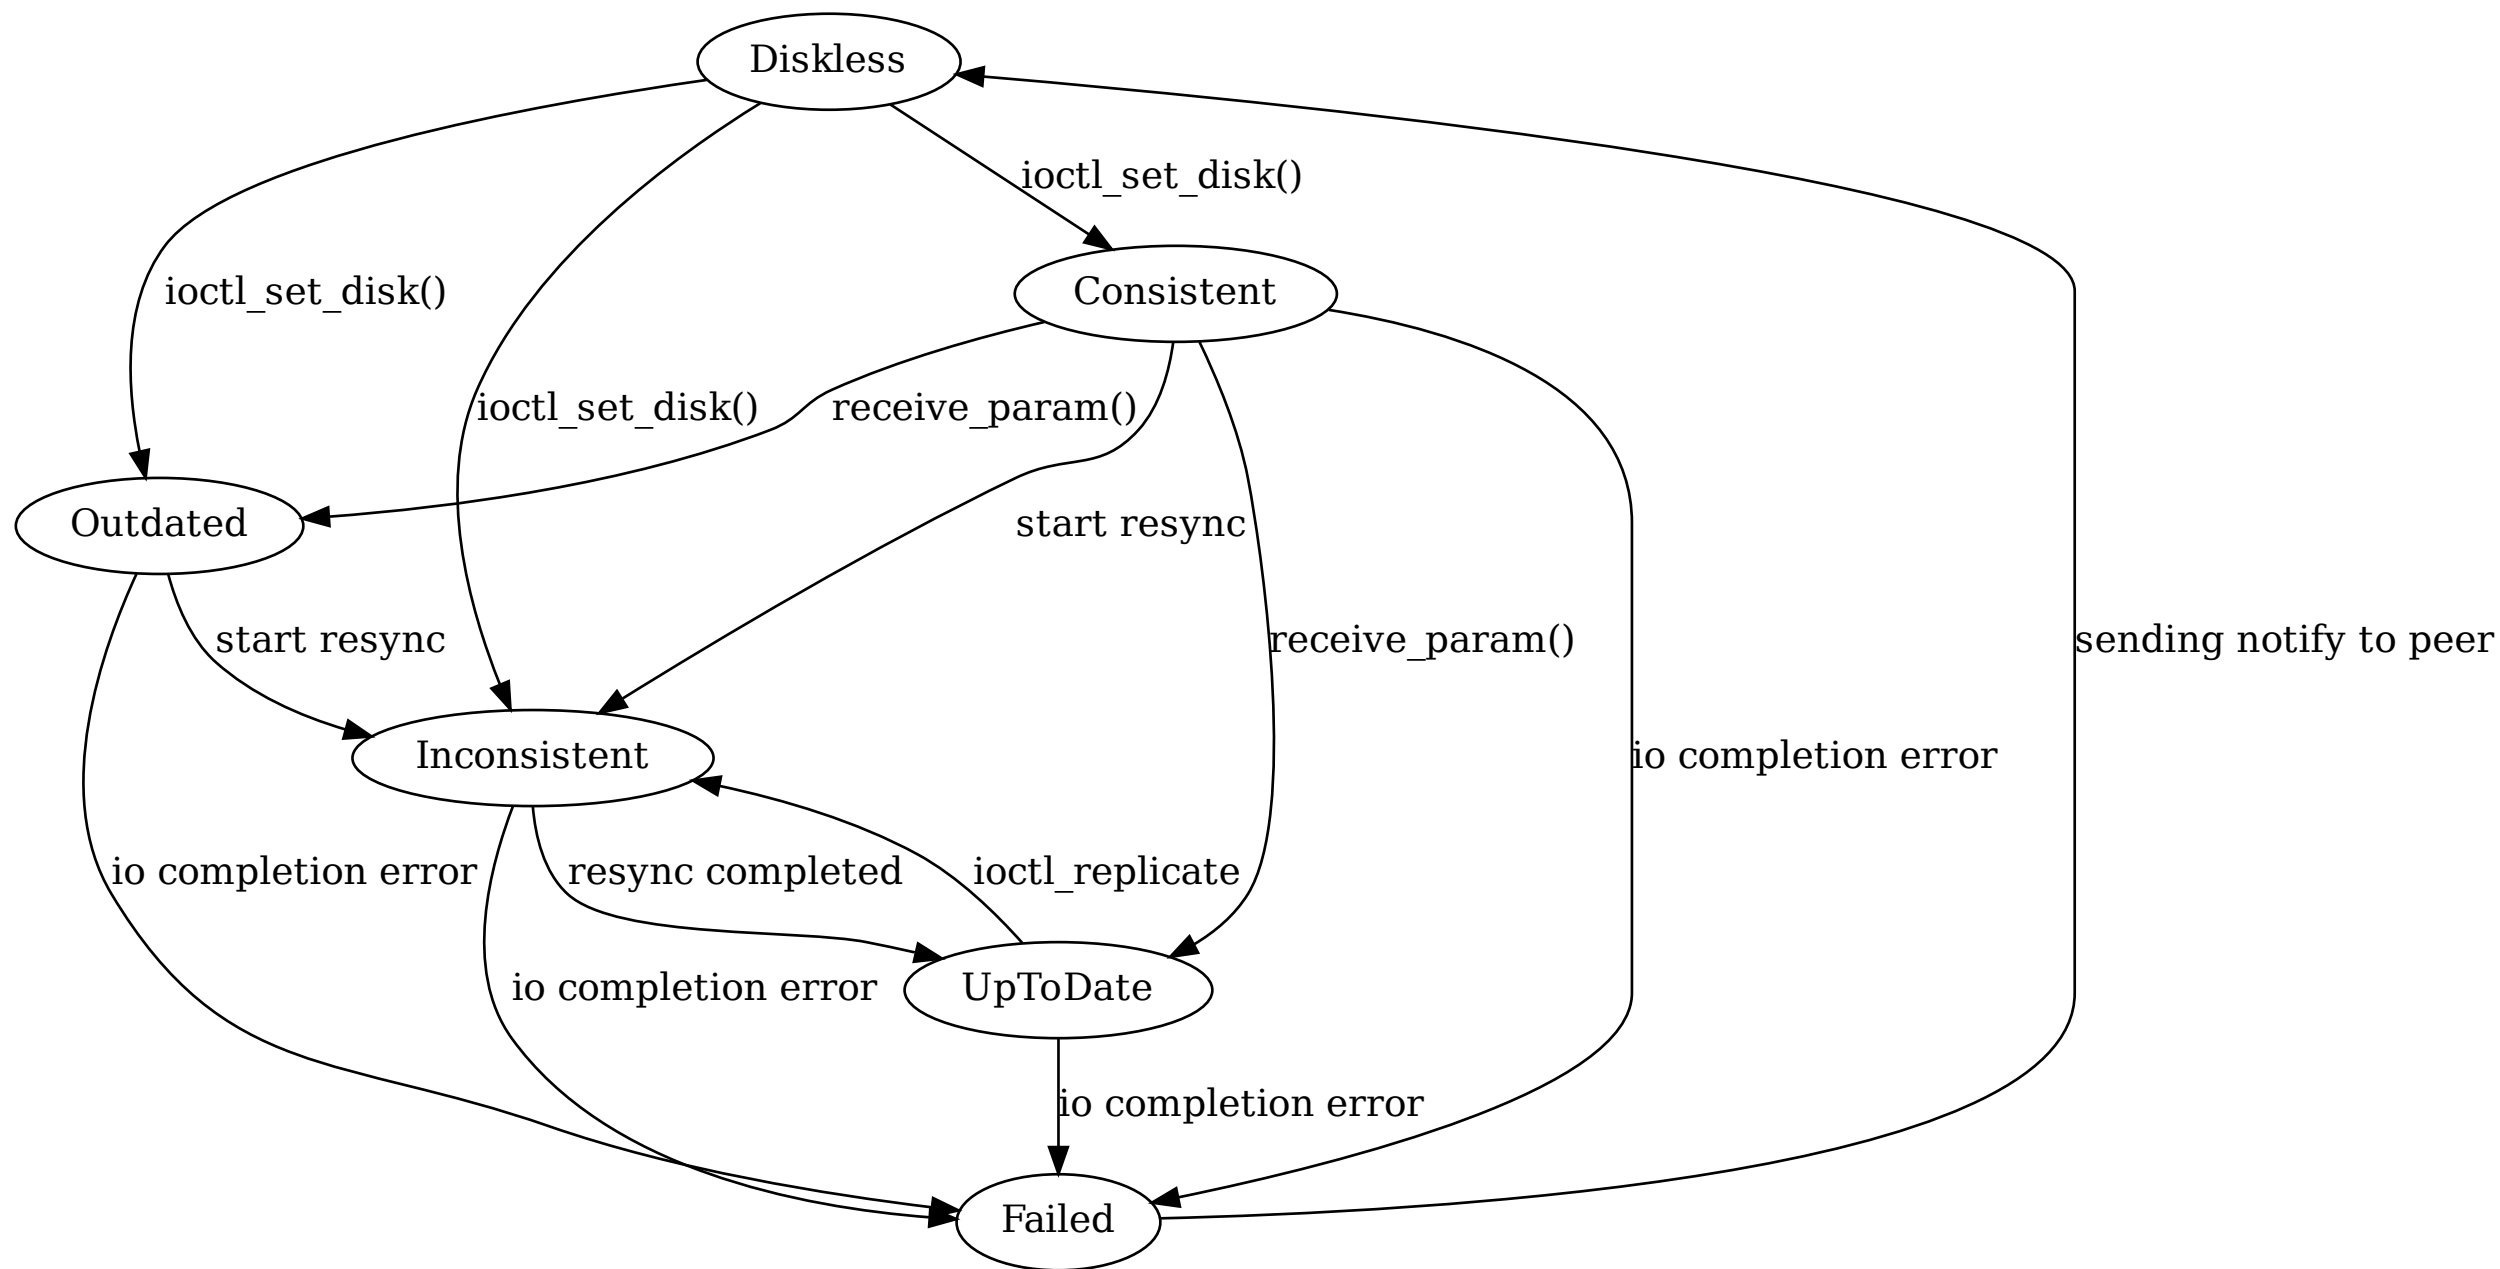 Diskless
ioctl_set_disk()
ioctl_set_disk()
Consistent
ioctl_set_disk()
receive_param()
Outdated
start resync
start resync
receive_param()
sending notify to peer
Inconsistent
io completion error
io completion error
resync completed
ioctl_replicate
io completion error
UpToDate
io completion error
Failed